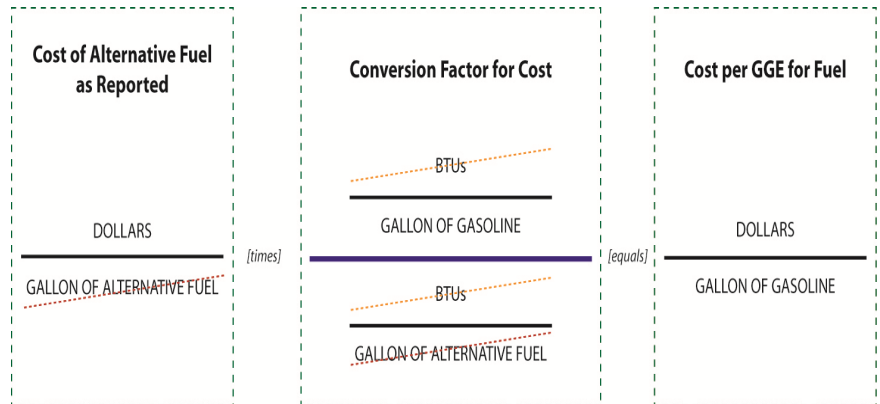 Cost of Alternative Fuel
as Reported
DOLLARS
GALLON OF ALTERNATIVE FUEL
[times]
Conversion Factor for Cost
BTUs
GALLON OF GASOLINE
BTUs
GALLON OF ALTERNATIVE FUEL
[equals]
Cost per GGE for Fuel
DOLLARS
GALLON OF GASOLINE